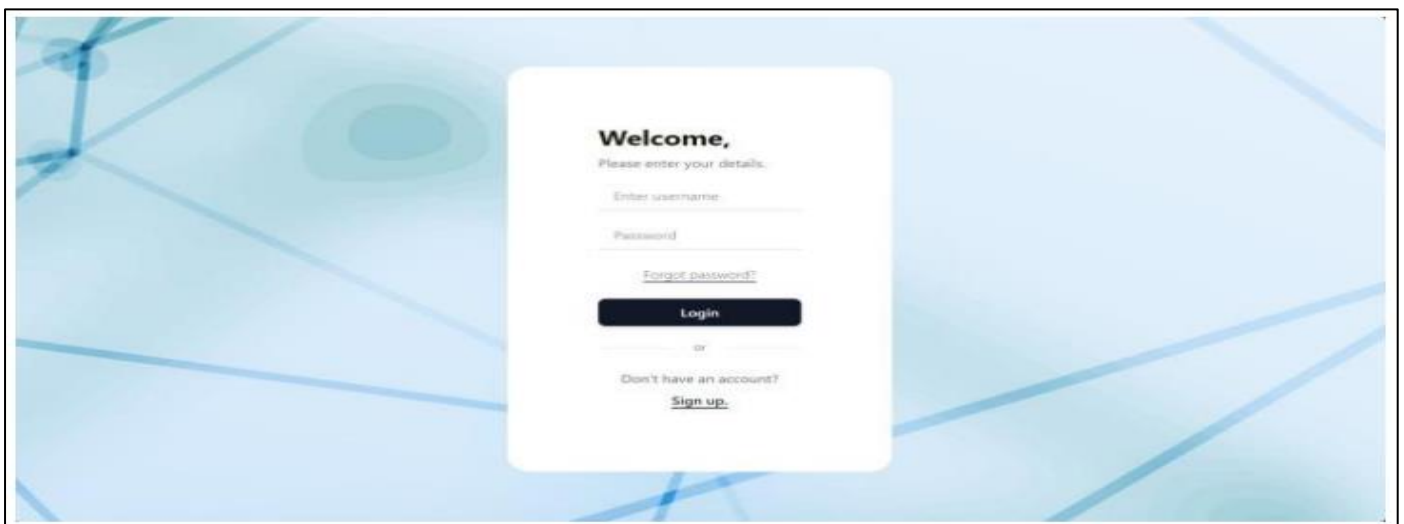 Welcome,
Please enter your details.
Enter username
Password
Forgot password?
Login
or
Don't have an account?
Sign up.